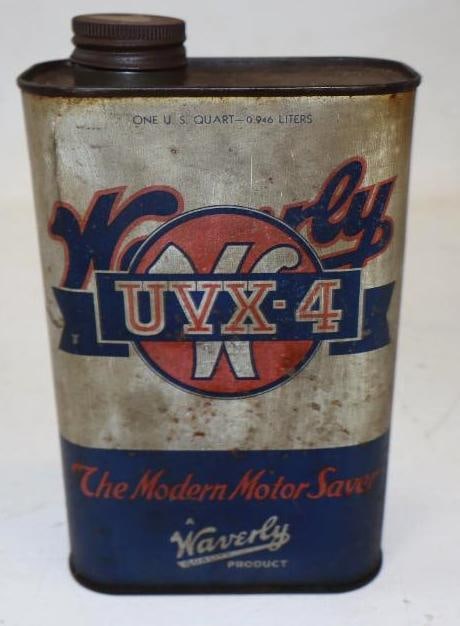 ONE U. S. QUART—0.946 LITERS
Waverly
UVX-4
"The Modern Motor Saver"
A
Waverly
PRODUCT